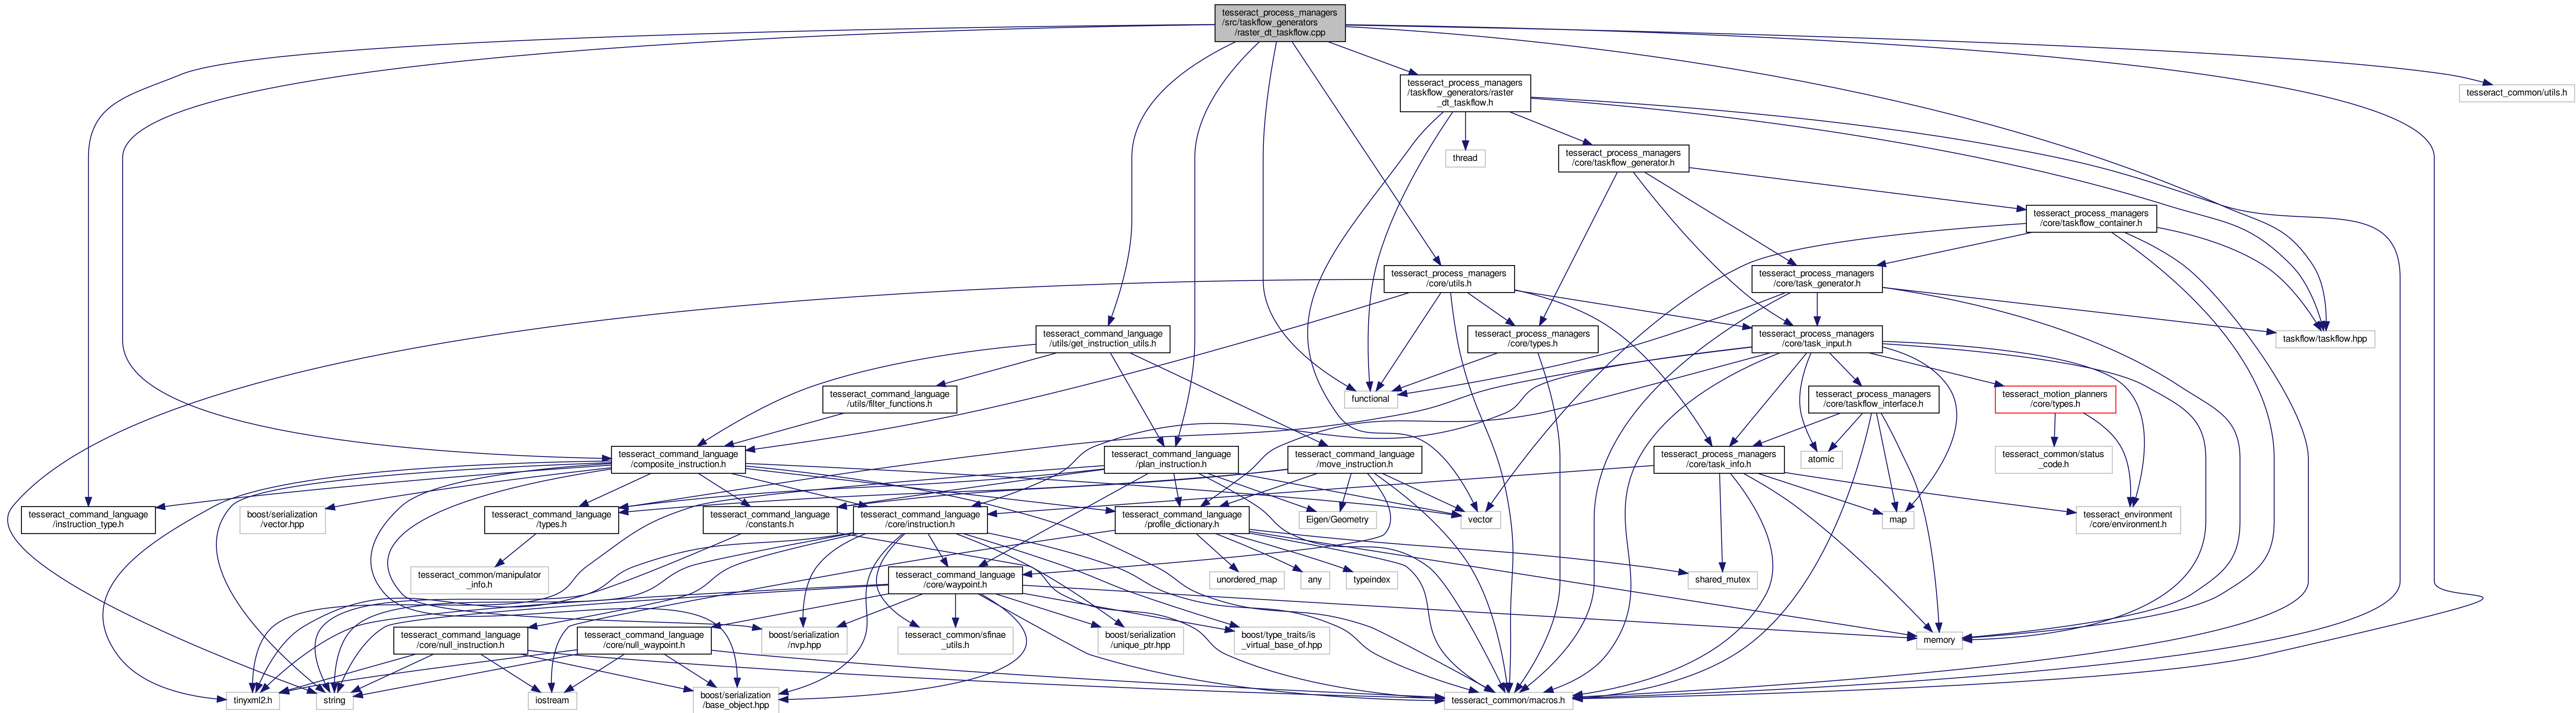 tesseract_process_managers
/src/taskflow_generators
/raster_dt_taskflow.cpp
tesseract_process_managers
/taskflow_generators/raster
_dt_taskflow.h
tesseract_common/utils.h
thread
tesseract_process_managers
/core/taskflow_generator.h
tesseract_process_managers
/core/taskflow_container.h
tesseract_process_managers
/core/utils.h
tesseract_process_managers
/core/task_generator.h
tesseract_command_language
/utils/get_instruction_utils.h
tesseract_process_managers
/core/types.h
tesseract_process_managers
/core/task_input.h
taskflow/taskflow.hpp
tesseract_command_language
/utils/filter_functions.h
functional
tesseract_process_managers
/core/taskflow_interface.h
tesseract_motion_planners
/core/types.h
tesseract_command_language
/composite_instruction.h
tesseract_command_language
/plan_instruction.h
tesseract_command_language
/move_instruction.h
tesseract_process_managers
/core/task_info.h
atomic
tesseract_common/status
_code.h
tesseract_command_language
/instruction_type.h
boost/serialization
/vector.hpp
tesseract_command_language
/types.h
tesseract_command_language
/constants.h
tesseract_command_language
/core/instruction.h
tesseract_command_language
/profile_dictionary.h
Eigen/Geometry
vector
map
tesseract_environment
/core/environment.h
tesseract_common/manipulator
_info.h
tesseract_command_language
/core/waypoint.h
unordered_map
any
typeindex
shared_mutex
tesseract_command_language
/core/null_instruction.h
tesseract_command_language
/core/null_waypoint.h
boost/serialization
/nvp.hpp
tesseract_common/sfinae
_utils.h
boost/serialization
/unique_ptr.hpp
boost/type_traits/is
_virtual_base_of.hpp
memory
tinyxml2.h
string
iostream
boost/serialization
/base_object.hpp
tesseract_common/macros.h